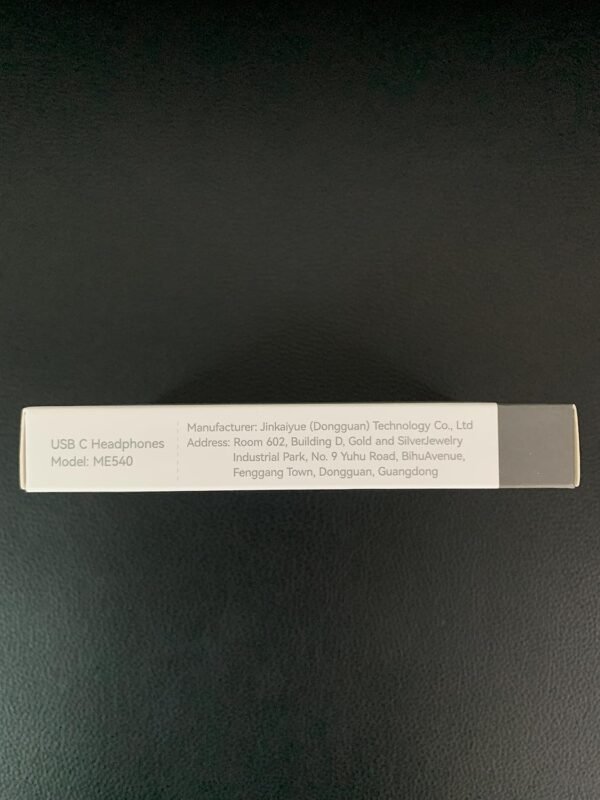 USB C Headphones
Model: ME540
Manufacturer: Jinkaiyue (Dongguan) Technology Co., Ltd
Address: Room 602, Building D, Gold and SilverJewelry
Industrial Park, No. 9 Yuhu Road, BihuAvenue,
Fenggang Town, Dongguan, Guangdong